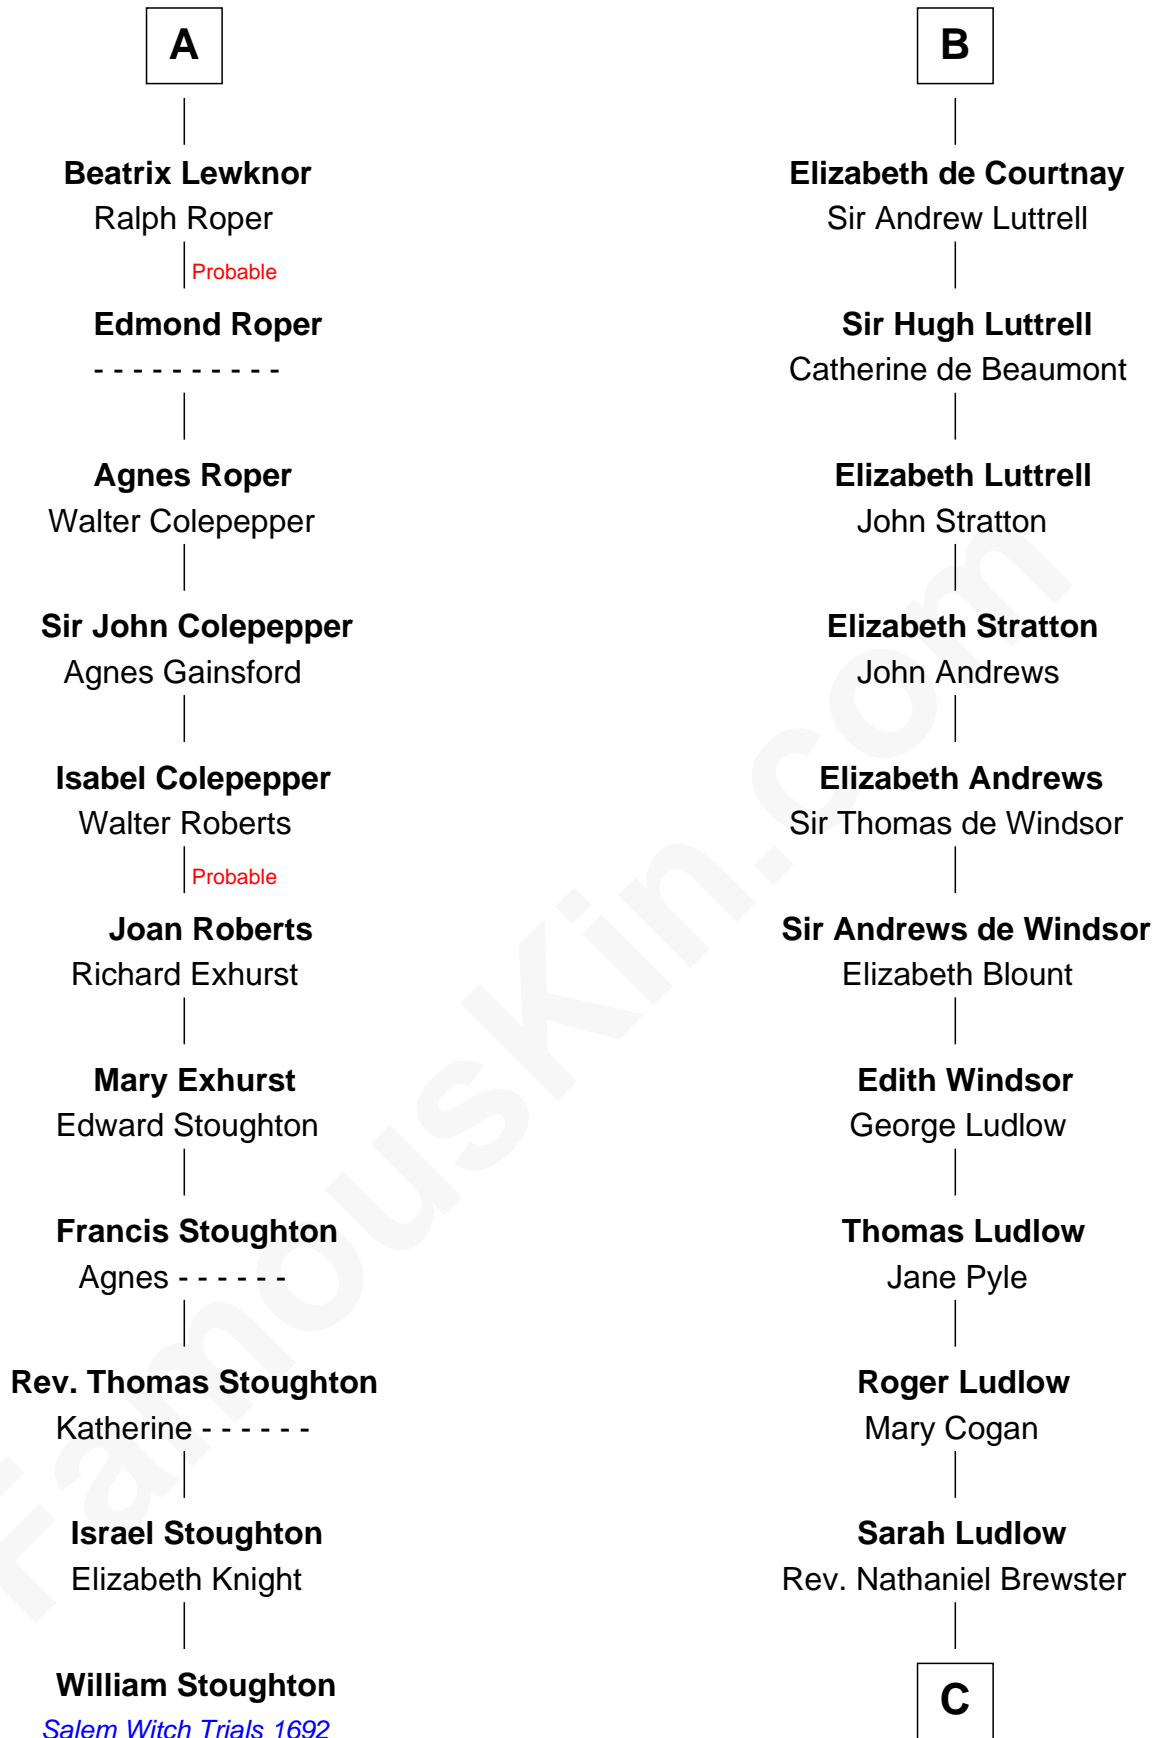 A
Beatrix Lewknor
Ralph Roper
Probable
Edmond Roper
- - - - - - - - - -
Agnes Roper
Walter Colepepper
Sir John Colepepper
Agnes Gainsford
Isabel Colepepper
Walter Roberts
Probable
Joan Roberts
Richard Exhurst
Mary Exhurst
Edward Stoughton
Francis Stoughton
Agnes - - - - - -
Rev. Thomas Stoughton
Katherine - - - - - -
Israel Stoughton
Elizabeth Knight
William Stoughton
Salem Witch Trials 1692
B
Elizabeth de Courtnay
Sir Andrew Luttrell
Sir Hugh Luttrell
Catherine de Beaumont
Elizabeth Luttrell
John Stratton
Elizabeth Stratton
John Andrews
Elizabeth Andrews
Sir Thomas de Windsor
Sir Andrews de Windsor
Elizabeth Blount
Edith Windsor
George Ludlow
Thomas Ludlow
Jane Pyle
Roger Ludlow
Mary Cogan
Sarah Ludlow
Rev. Nathaniel Brewster
C
FamousKin.com